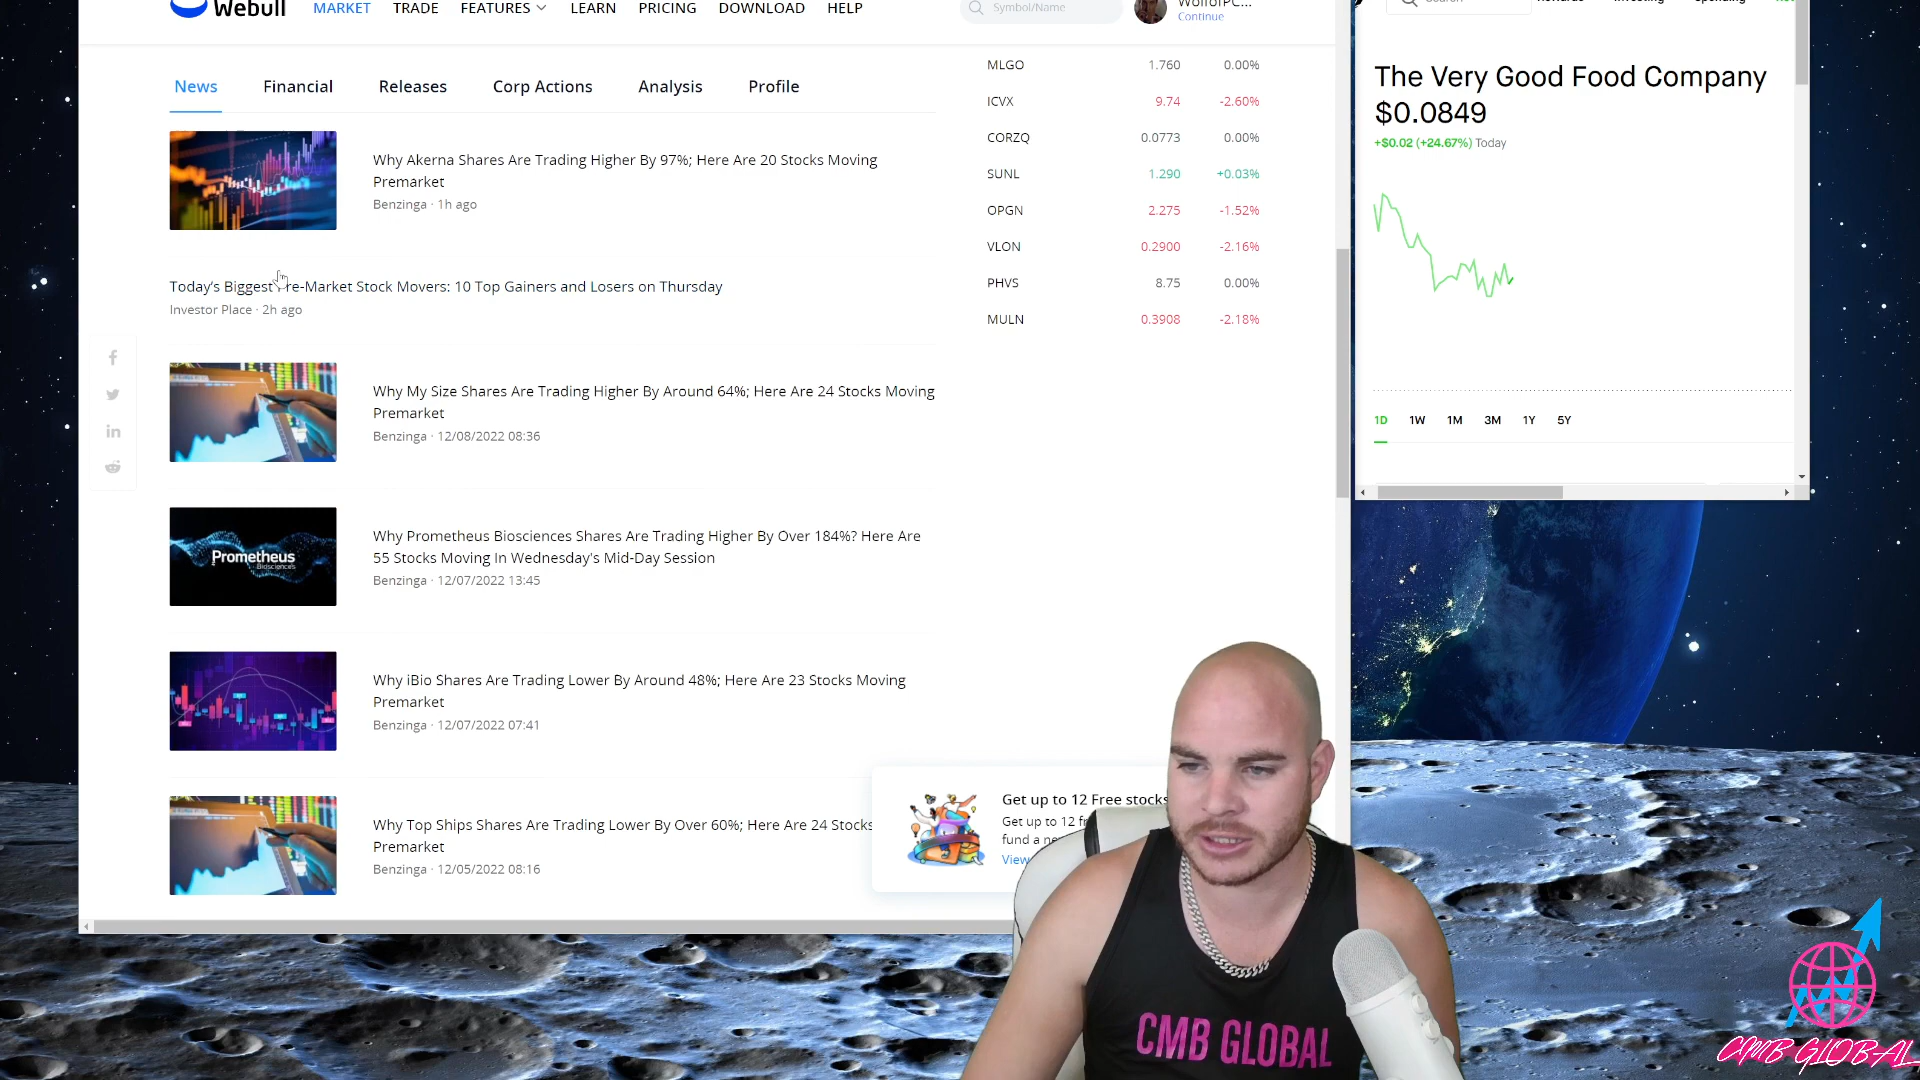 Webull
MARKET
TRADE
FEATURES
LEARN
PRICING
DOWNLOAD
HELP
Symbol/Name
Continue
News
Financial
Releases
Corp Actions
Analysis
Profile
Why Akerna Shares Are Trading Higher By 97%; Here Are 20 Stocks Moving
Premarket
Benzinga · 1h ago
Today's Biggest Pre-Market Stock Movers: 10 Top Gainers and Losers on Thursday
Investor Place · 2h ago
Why My Size Shares Are Trading Higher By Around 64%; Here Are 24 Stocks Moving
Premarket
Benzinga · 12/08/2022 08:36
Prometheus
Biosciences
Why Prometheus Biosciences Shares Are Trading Higher By Over 184%? Here Are
55 Stocks Moving In Wednesday's Mid-Day Session
Benzinga · 12/07/2022 13:45
Why iBio Shares Are Trading Lower By Around 48%; Here Are 23 Stocks Moving
Premarket
Benzinga · 12/07/2022 07:41
Why Top Ships Shares Are Trading Lower By Over 60%; Here Are 24 Stocks
Premarket
Benzinga · 12/05/2022 08:16
MLGO 1.760 0.00%
ICVX 9.74 -2.60%
CORZQ 0.0773 0.00%
SUNL 1.290 +0.03%
OPGN 2.275 -1.52%
VLON 0.2900 -2.16%
PHVS 8.75 0.00%
MULN 0.3908 -2.18%
Get up to 12 Free stocks
Get up to 12
fund a
View
The Very Good Food Company
$0.0849
+$0.02 (+24.67%) Today
1D 1W 1M 3M 1Y 5Y
CMB GLOBAL
CMB GLOBAL